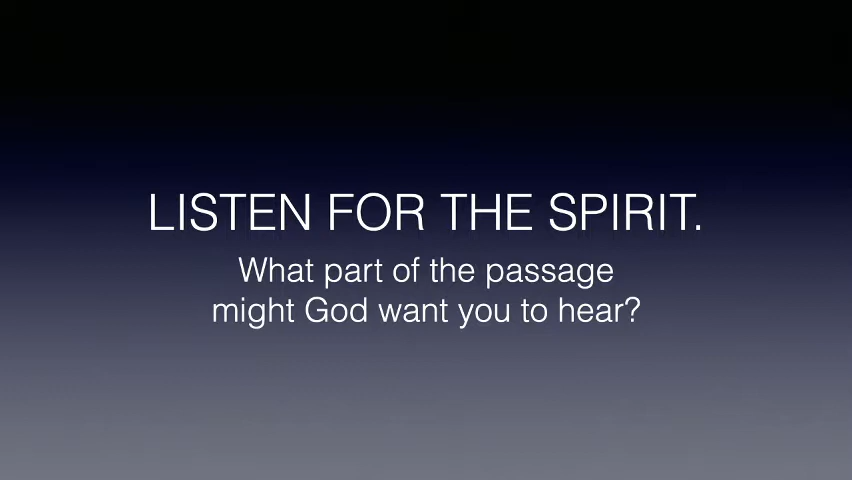 LISTEN FOR THE SPIRIT.
What part of the passage
might God want you to hear?